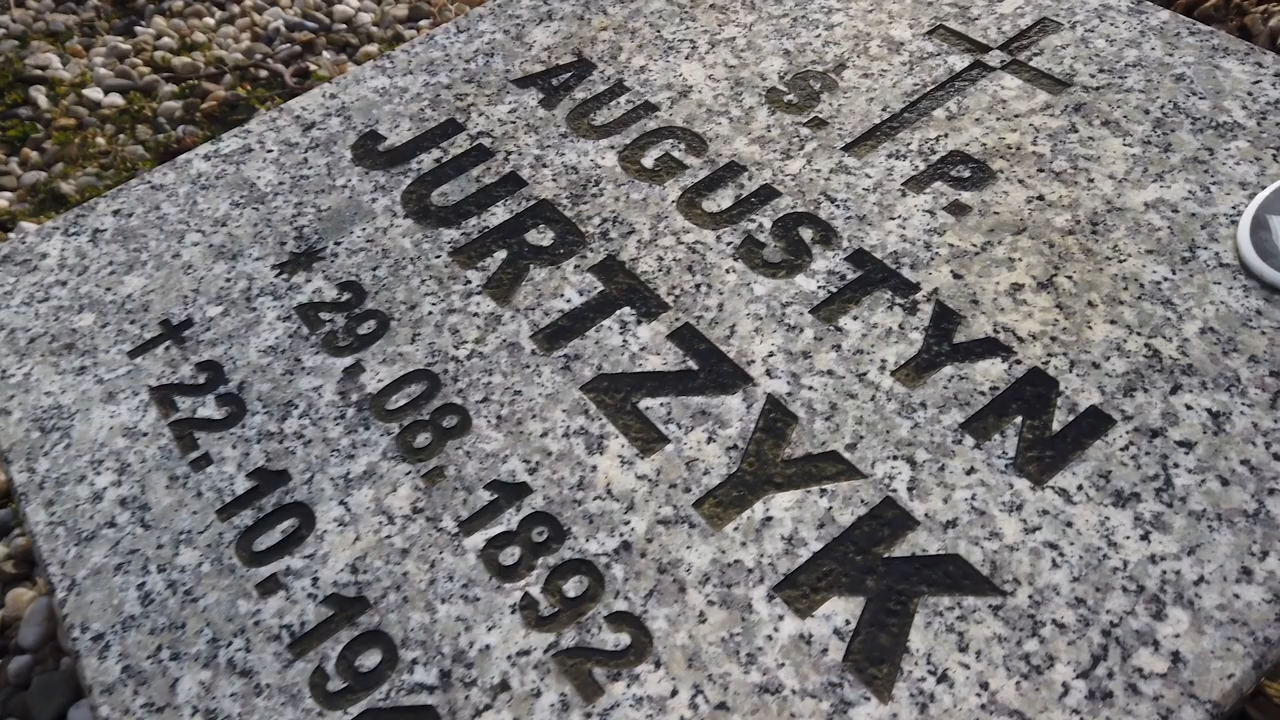 S. P.
AUGUSTYN
JURTZYK
* 29.08.1892
† 22.10.19